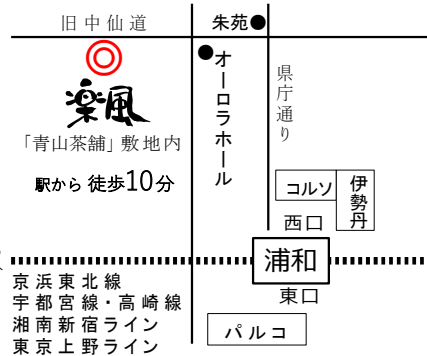 旧中仙道
朱苑●
●オーロラホール
県庁通り
楽風
「青山茶舗」敷地内
駅から 徒歩10分
コルソ
伊勢丹
西口
浦和
東口
京浜東北線
宇都宮線・高崎線
湘南新宿ライン
東京上野ライン
パルコ